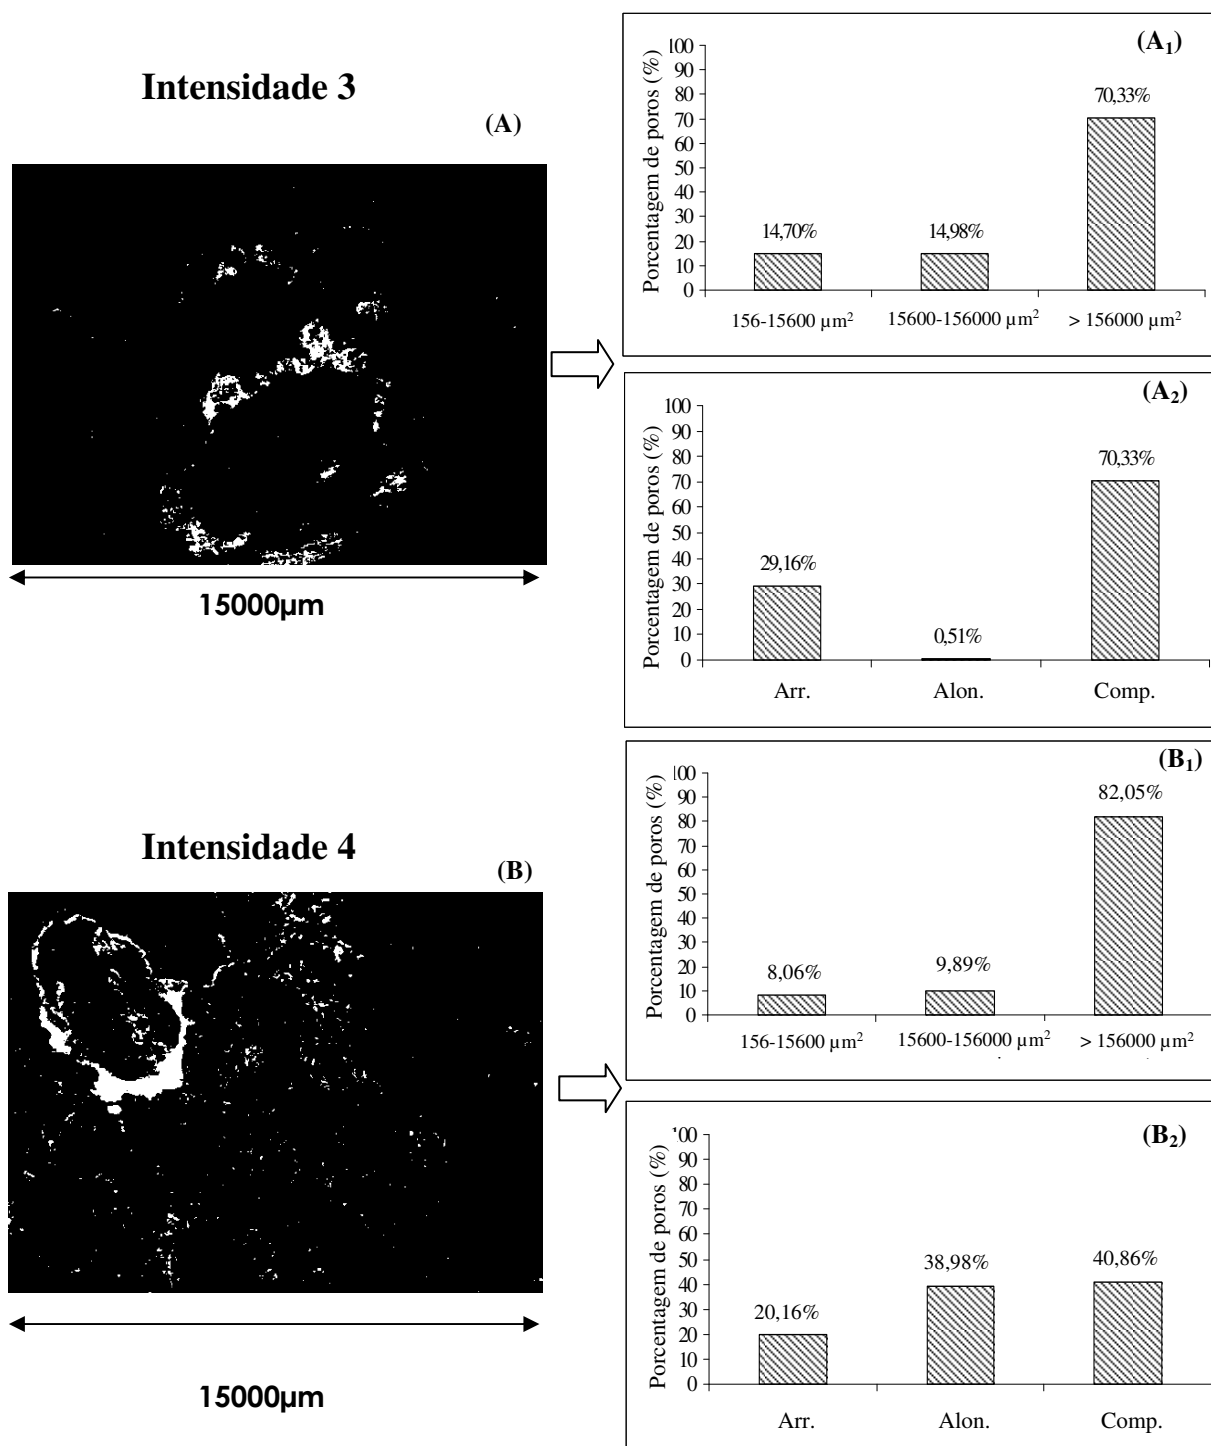 Intensidade 3
(A)
15000µm
(A1)
Porcentagem de poros (%)
100
90
80
70
60
50
40
30
20
10
0
14,70%
14,98%
70,33%
156-15600 µm²
15600-156000 µm²
> 156000 µm²
(A2)
Porcentagem de poros (%)
100
90
80
70
60
50
40
30
20
10
0
29,16%
0,51%
70,33%
Arr.
Alon.
Comp.
Intensidade 4
(B)
15000µm
(B1)
Porcentagem de poros (%)
100
90
80
70
60
50
40
30
20
10
0
8,06%
9,89%
82,05%
156-15600 µm²
15600-156000 µm²
> 156000 µm²
(B2)
Porcentagem de poros (%)
100
90
80
70
60
50
40
30
20
10
0
20,16%
38,98%
40,86%
Arr.
Alon.
Comp.